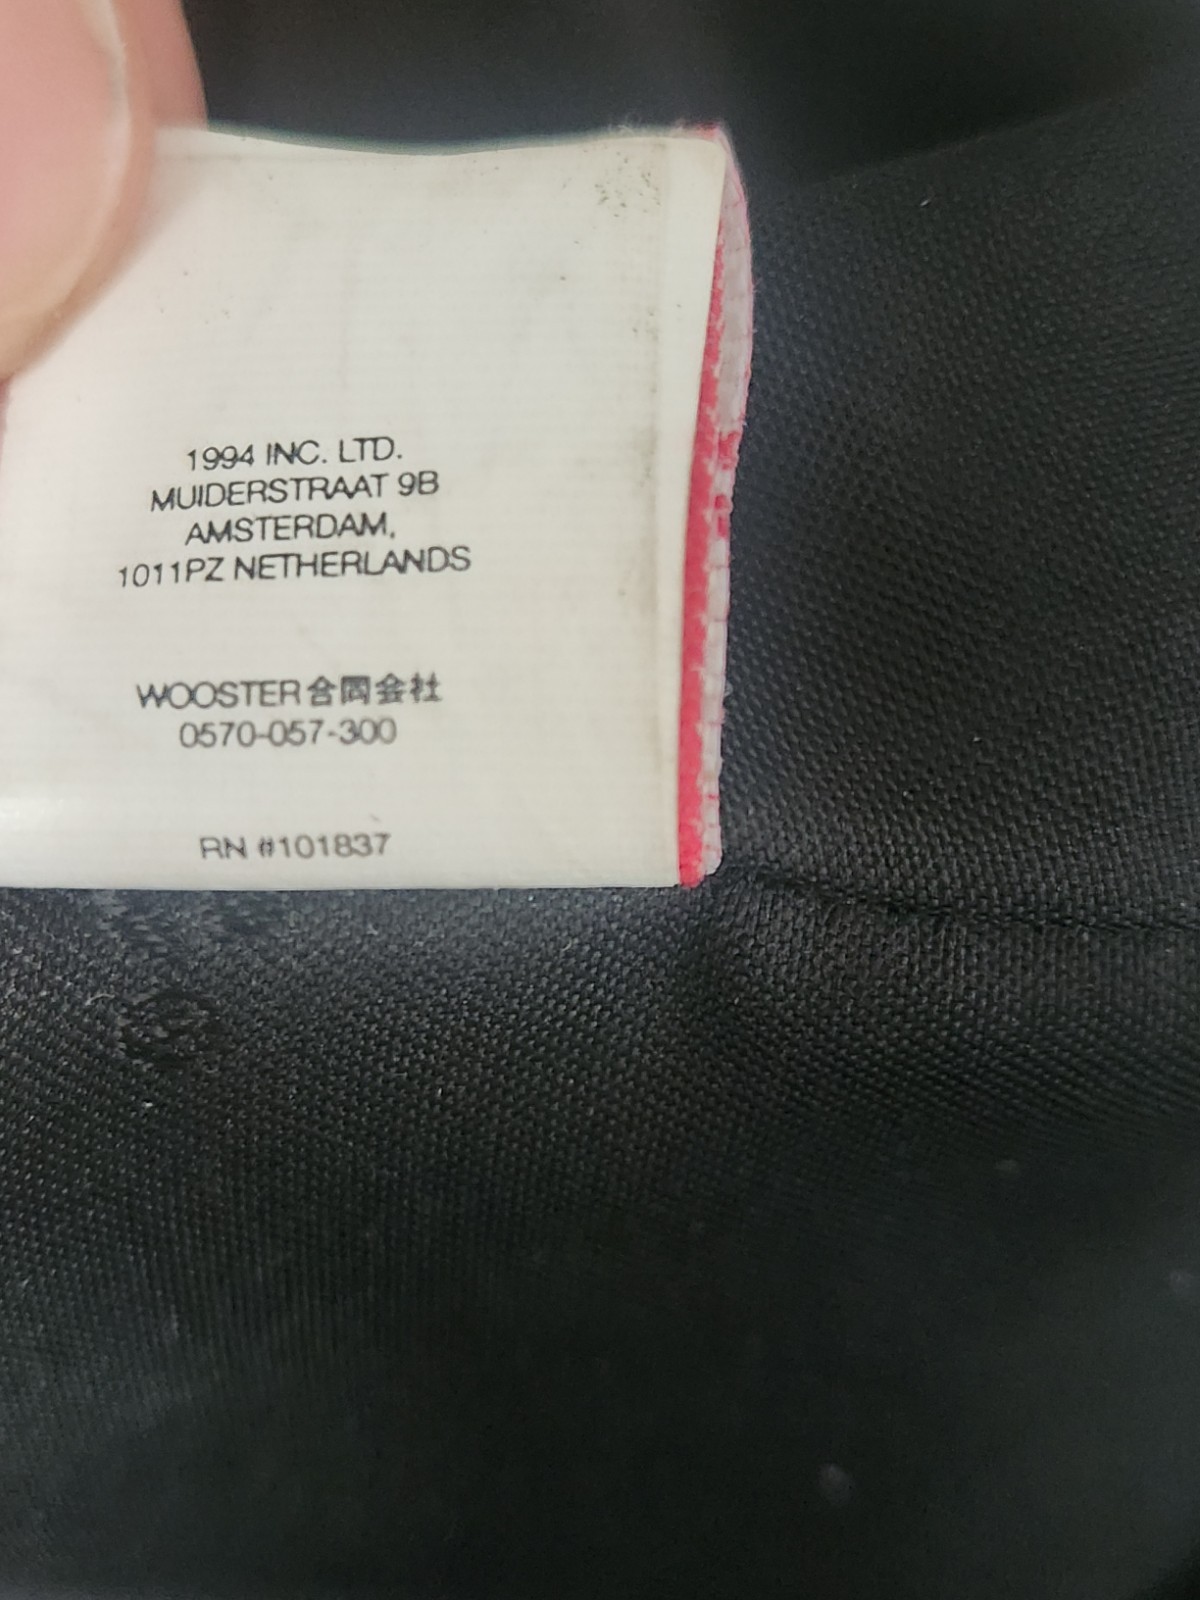 1994 INC. LTD.
MUIDERSTRAAT 9B
AMSTERDAM,
1011PZ NETHERLANDS
WOOSTER合同会社
0570-057-300
RN #101837